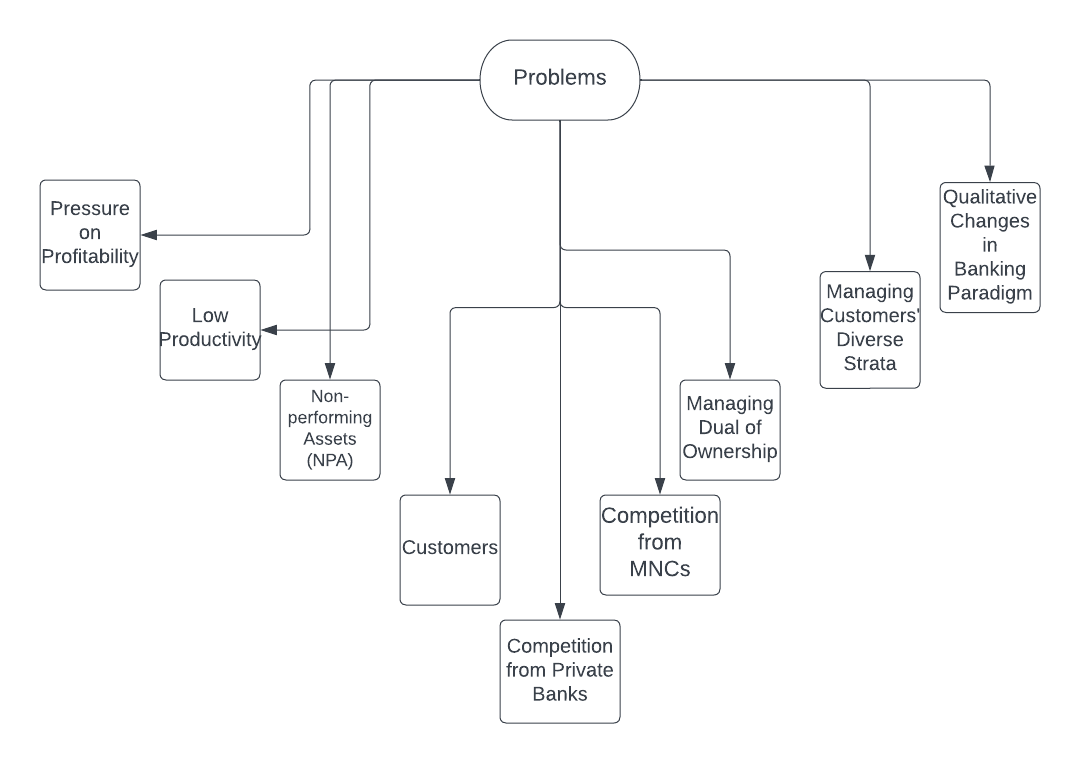 Problems
Pressure
on
Profitability
Low
Productivity
Non-
performing
Assets
(NPA)
Customers
Competition
from Private
Banks
Competition
from
MNCs
Managing
Dual of
Ownership
Managing
Customers'
Diverse
Strata
Qualitative
Changes
in
Banking
Paradigm